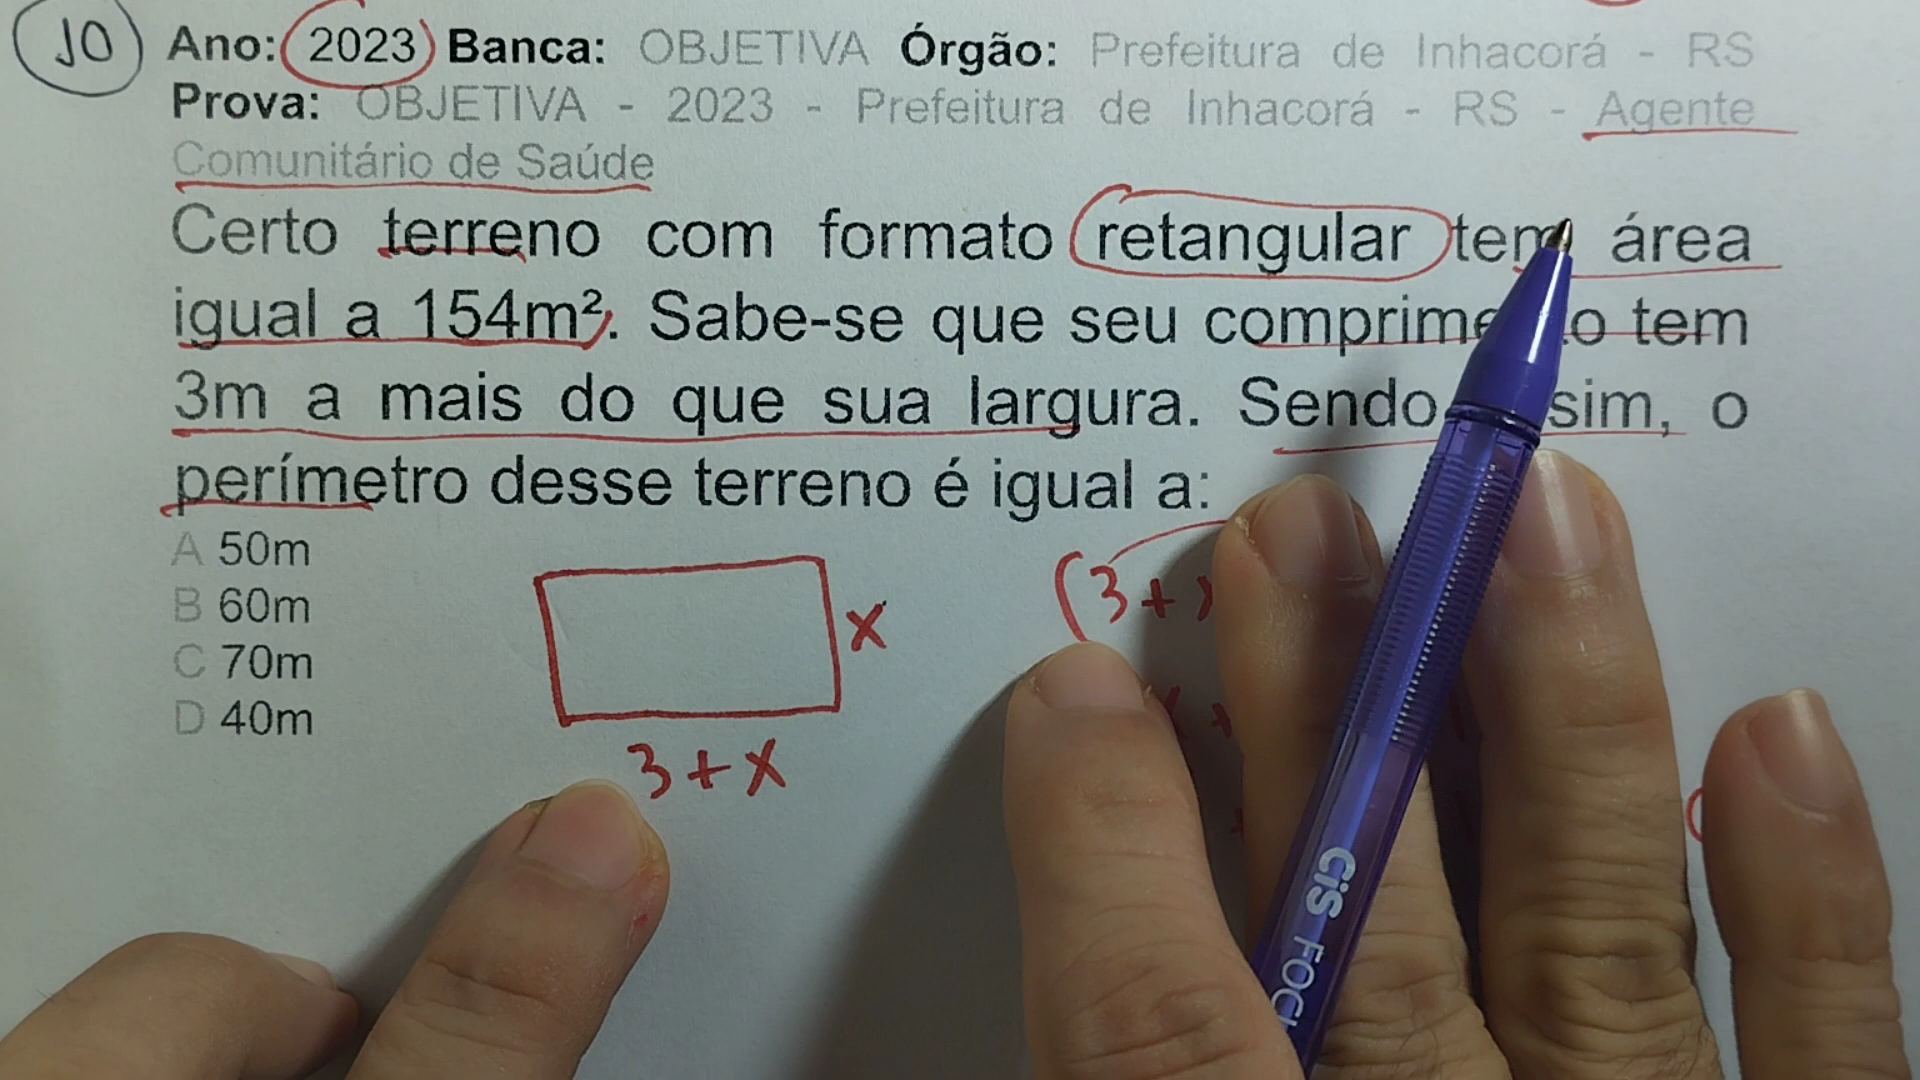 10 Ano: 2023 Banca: OBJETIVA Órgão: Prefeitura de Inhacorá - RS
Prova: OBJETIVA - 2023 - Prefeitura de Inhacorá - RS - Agente
Comunitário de Saúde
Certo terreno com formato retangular tem área
igual a 154m². Sabe-se que seu comprimento tem
3m a mais do que sua largura. Sendo assim, o
perímetro desse terreno é igual a:
A 50m
B 60m
C 70m
D 40m
x
3 + x
(3 +
CiS